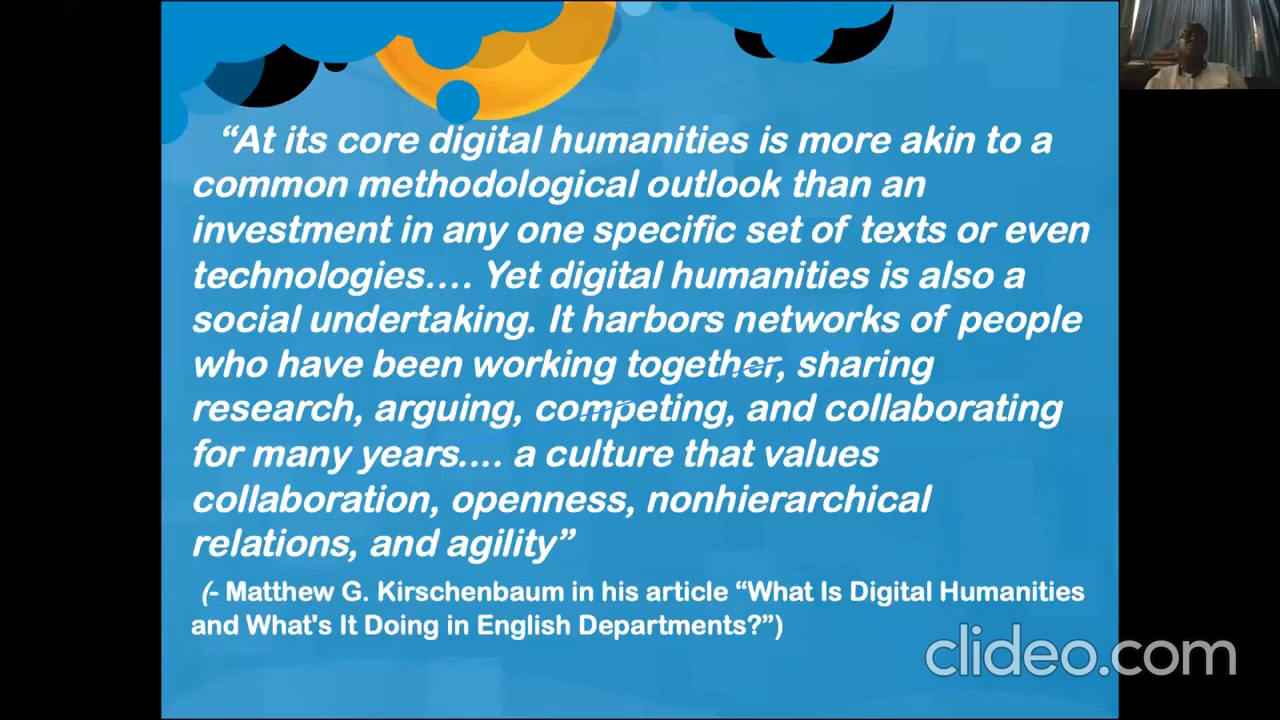 “At its core digital humanities is more akin to a
common methodological outlook than an
investment in any one specific set of texts or even
technologies…. Yet digital humanities is also a
social undertaking. It harbors networks of people
who have been working together, sharing
research, arguing, competing, and collaborating
for many years…. a culture that values
collaboration, openness, nonhierarchical
relations, and agility”
(- Matthew G. Kirschenbaum in his article “What Is Digital Humanities
and What's It Doing in English Departments?”)
clideo.com